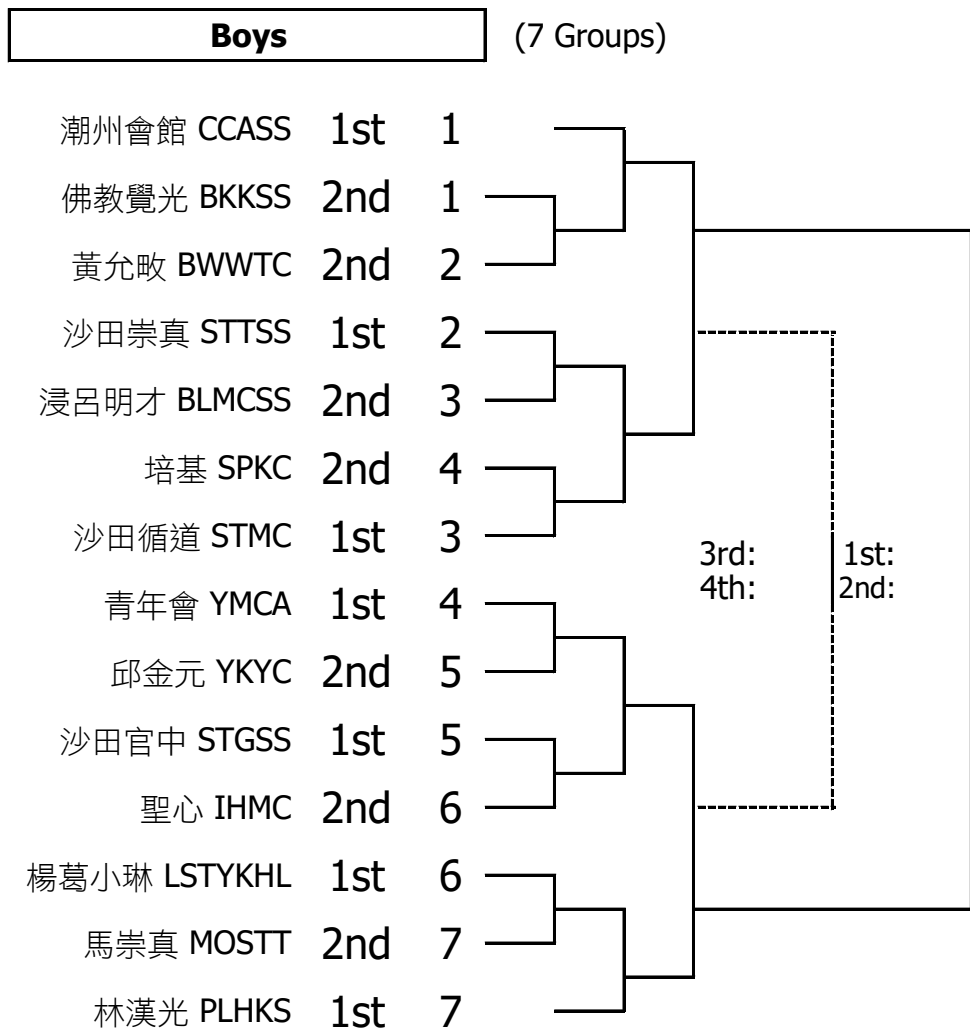 Boys (7 Groups)
潮州會館 CCASS 1st 1
佛教覺光 BKKSS 2nd 1
黃允畋 BWWTC 2nd 2
沙田崇真 STTSS 1st 2
浸呂明才 BLMCSS 2nd 3
培基 SPKC 2nd 4
沙田循道 STMC 1st 3
3rd: 1st:
4th: 2nd:
青年會 YMCA 1st 4
邱金元 YKYC 2nd 5
沙田官中 STGSS 1st 5
聖心 IHMC 2nd 6
楊葛小琳 LSTYKHL 1st 6
馬崇真 MOSTT 2nd 7
林漢光 PLHKS 1st 7